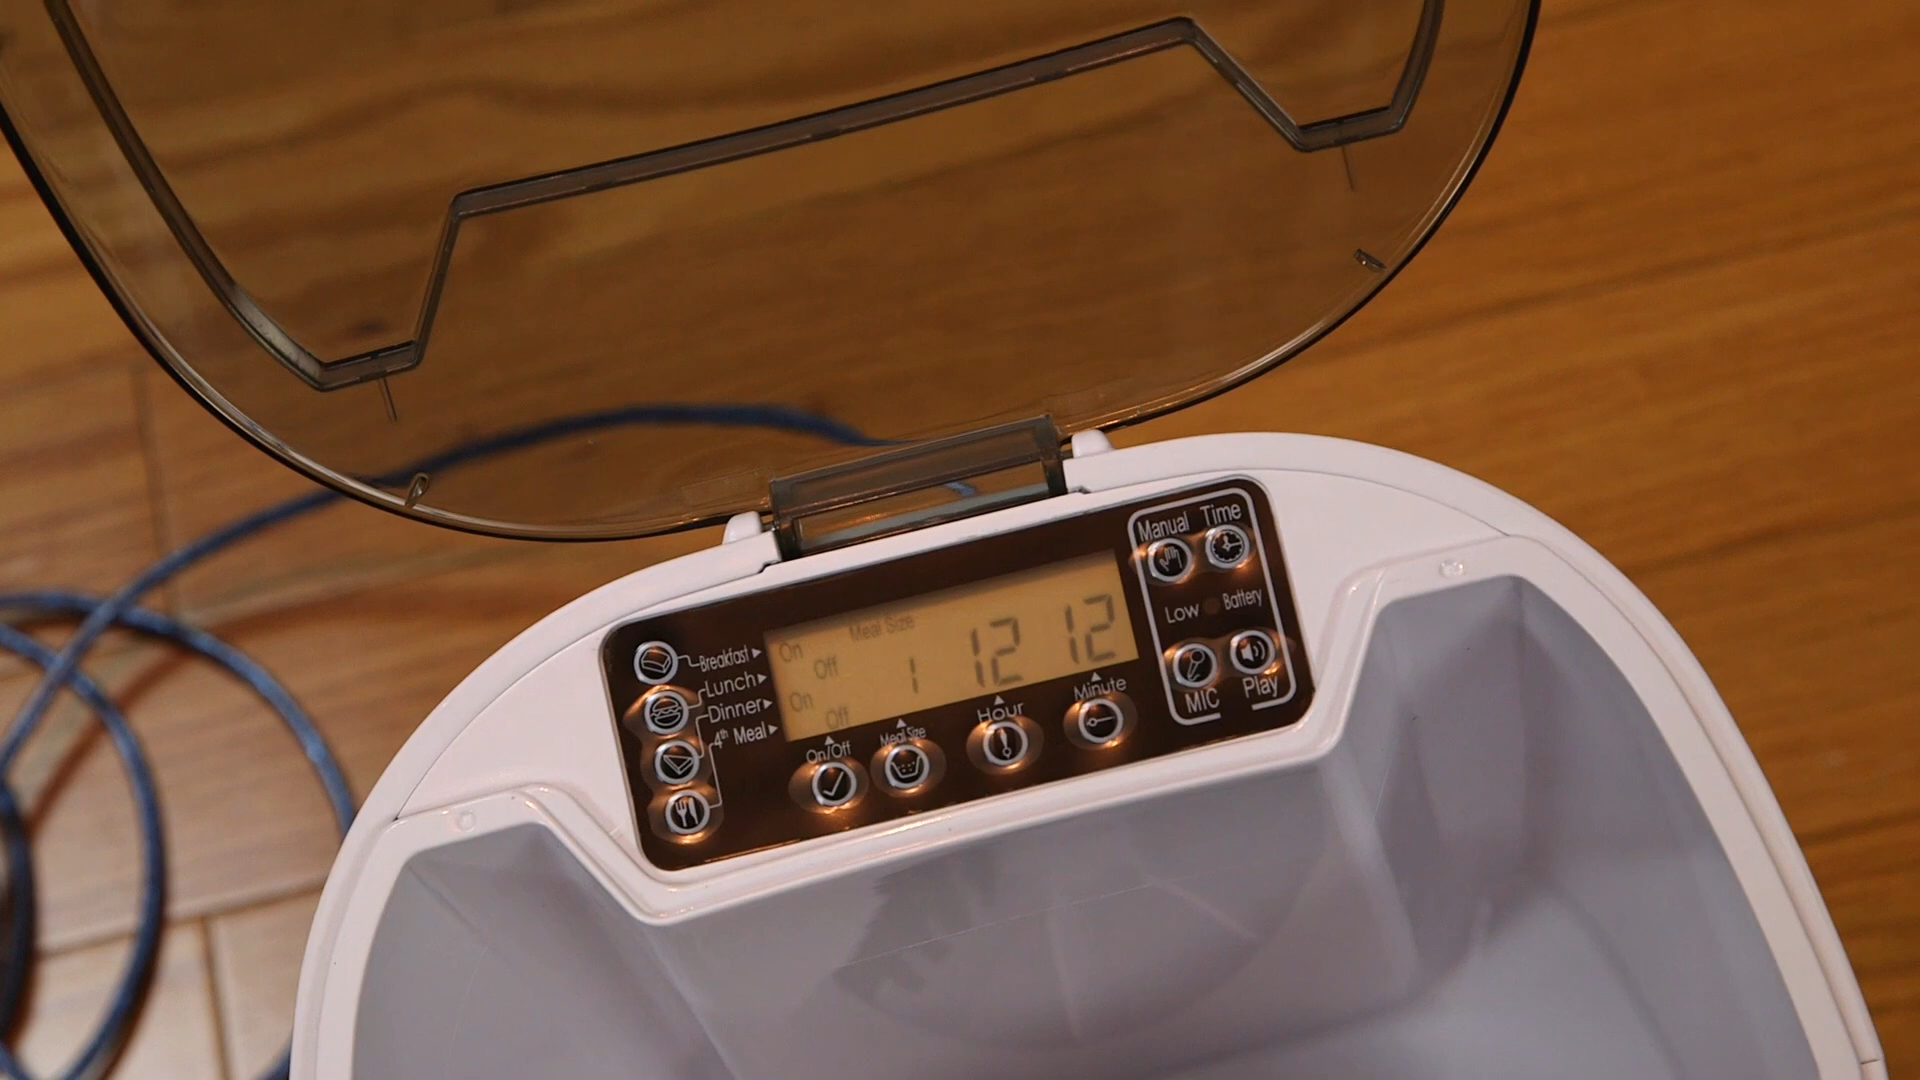 Manual Time
Low Battery
MIC Play
Breakfast
Lunch
Dinner
4th Meal
On Meal Size
Off
1 12 12
On
Off
On/Off Meal Size Hour Minute